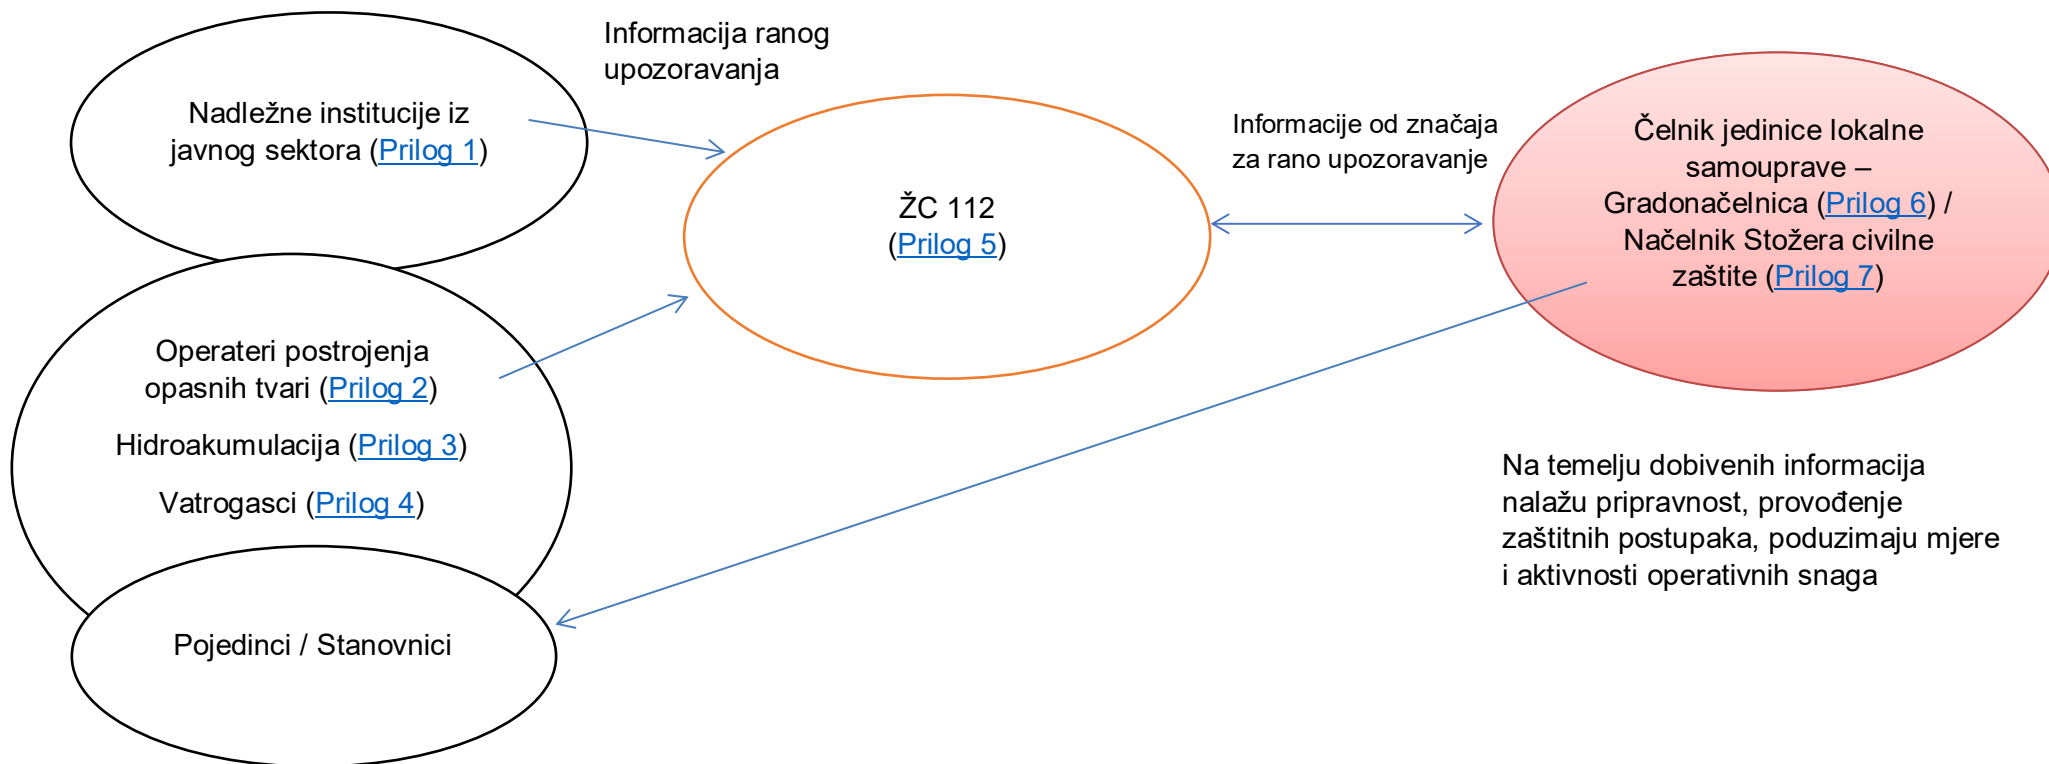 Informacija ranog
upozoravanja
Nadležne institucije iz
javnog sektora (Prilog 1)
Informacije od značaja
za rano upozoravanje
Čelnik jedinice lokalne
samouprave –
Gradonačelnica (Prilog 6) /
Načelnik Stožera civilne
zaštite (Prilog 7)
ŽC 112
(Prilog 5)
Operateri postrojenja
opasnih tvari (Prilog 2)
Hidroakumulacija (Prilog 3)
Vatrogasci (Prilog 4)
Na temelju dobivenih informacija
nalažu pripravnost, provođenje
zaštitnih postupaka, poduzimaju mjere
i aktivnosti operativnih snaga
Pojedinci / Stanovnici